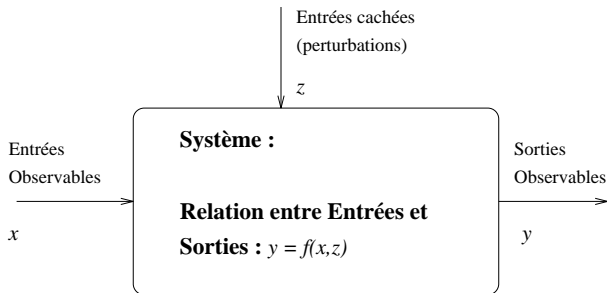 Entrées cachées
(perturbations)
z
Système :
Entrées
Observables
x
Relation entre Entrées et
Sorties : y = f(x,z)
Sorties
Observables
y